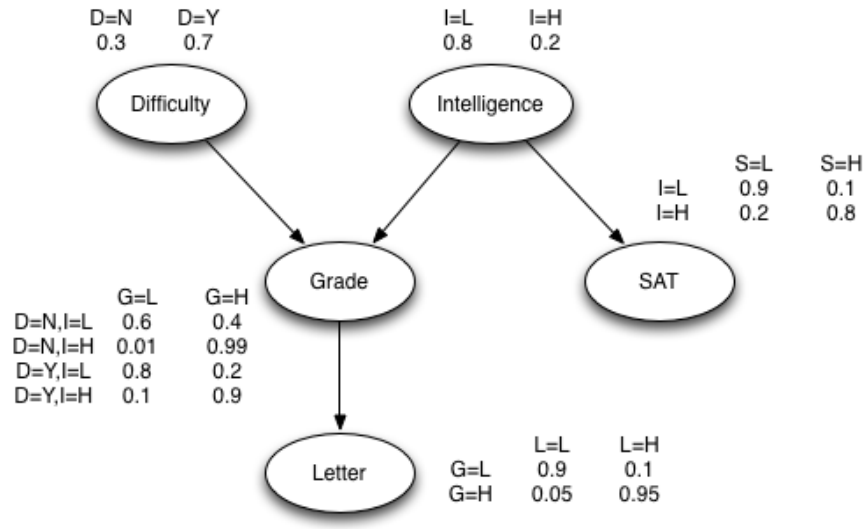 D=N D=Y
0.3 0.7
I=L I=H
0.8 0.2
Difficulty
Intelligence
S=L S=H
I=L 0.9 0.1
I=H 0.2 0.8
Grade
SAT
G=L G=H
D=N,I=L 0.6 0.4
D=N,I=H 0.01 0.99
D=Y,I=L 0.8 0.2
D=Y,I=H 0.1 0.9
Letter
L=L L=H
G=L 0.9 0.1
G=H 0.05 0.95